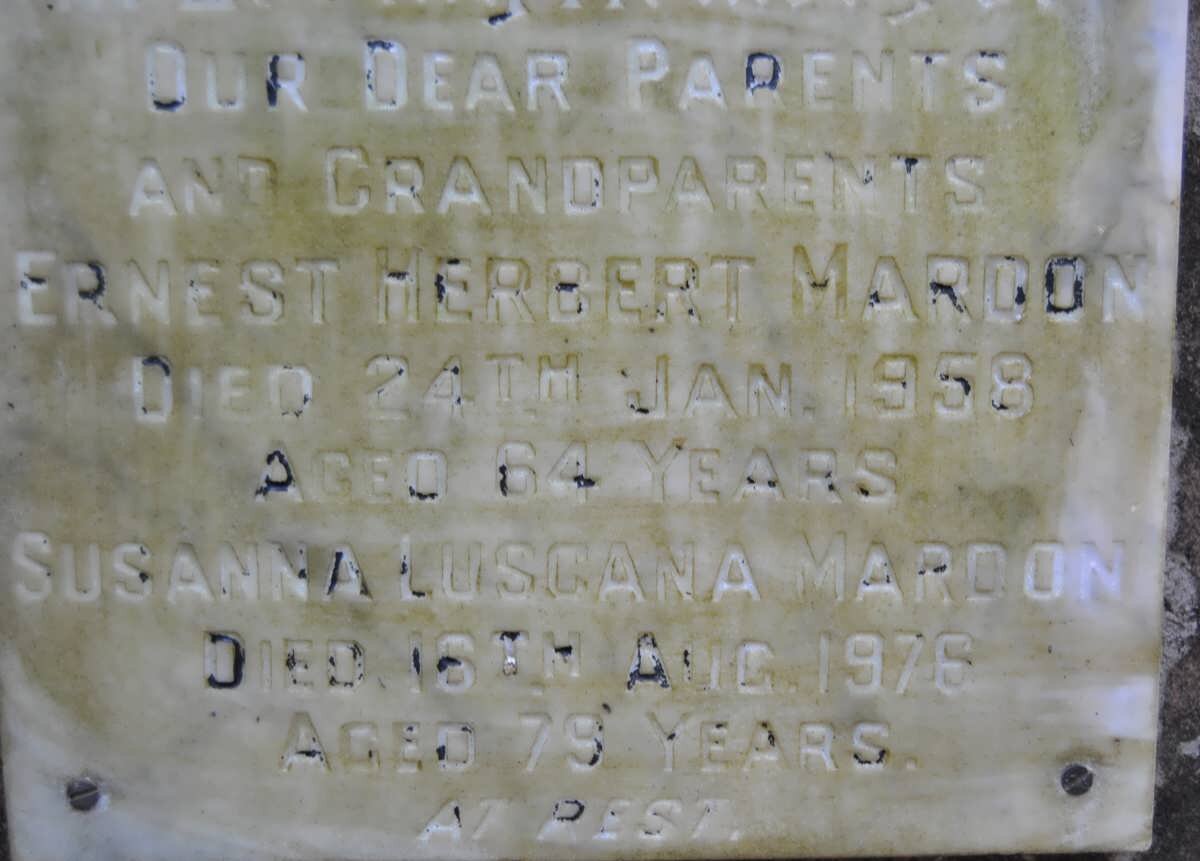 OUR DEAR PARENTS
AND GRANDPARENTS
ERNEST HERBERT MARDON
DIED 24TH JAN. 1958
AGED 64 YEARS
SUSANNA LUSCANA MARDON
DIED 16TH AUG. 1976
AGED 79 YEARS.
AT REST.